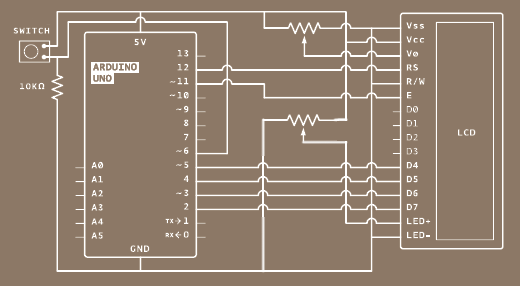 SWITCH
10KΩ
5V
ARDUINO
UNO
13
12
~11
~10
~9
8
7
~6
~5
4
~3
2
TX→1
RX←0
A0
A1
A2
A3
A4
A5
GND
Vss
Vcc
Vo
RS
R/W
E
D0
D1
D2
D3
D4
D5
D6
D7
LED+
LED-
LCD